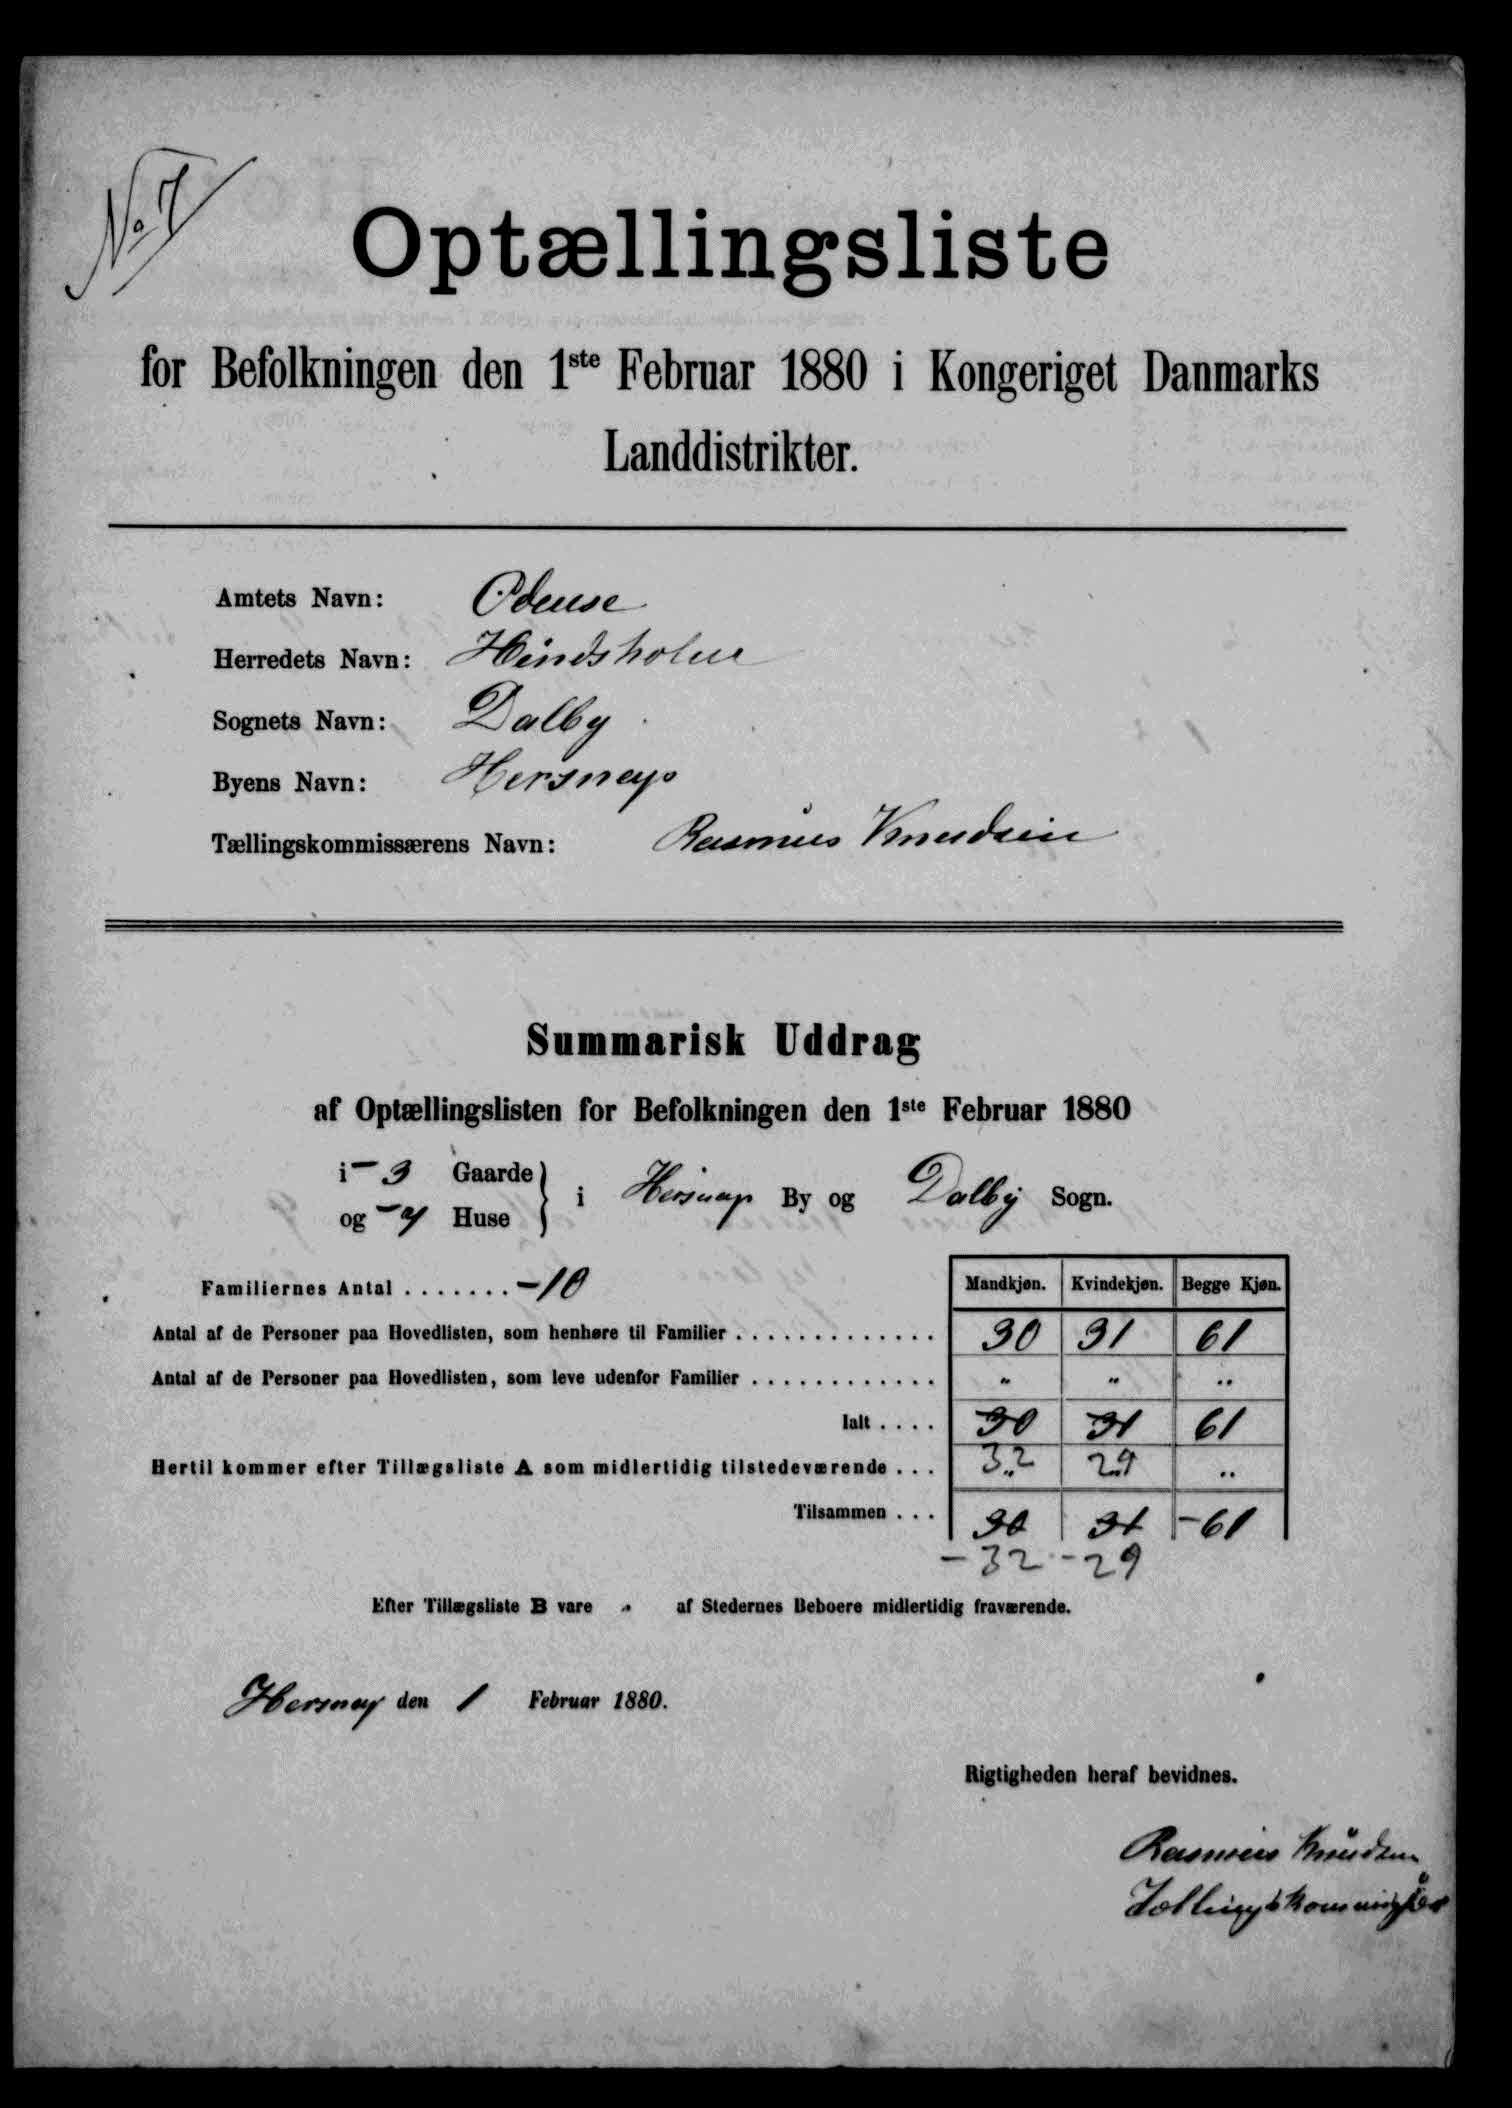 No 7
Optællingsliste
for Befolkningen den 1ste Februar 1880 i Kongeriget Danmarks
Landdistrikter.
Amtets Navn: Odense
Herredets Navn: Hindsholm
Sognets Navn: Dalby
Byens Navn: Hersnap
Tællingskommissærens Navn: Rasmus Knudsen
Summarisk Uddrag
af Optællingslisten for Befolkningen den 1ste Februar 1880
i – 3 Gaarde
og – 7 Huse } i Hersnap By og Dalby Sogn.
Familiernes Antal . . . . . . . – 10
Mandkjøn. Kvindekjøn. Begge Kjøn.
Antal af de Personer paa Hovedlisten, som henhøre til Familier . . . . . . . . . . . . . 30 31 61
Antal af de Personer paa Hovedlisten, som leve udenfor Familier . . . . . . . . . . . . " " "
Ialt . . . . 30 31 61
32 29
Hertil kommer efter Tillægsliste A som midlertidig tilstedeværende . . . " " "
Tilsammen . . . 30 31 – 61
– 32 – 29
Efter Tillægsliste B vare " af Stedernes Beboere midlertidig fraværende.
Hersnap den 1 Februar 1880.
Rigtigheden heraf bevidnes.
Rasmus Knudsen